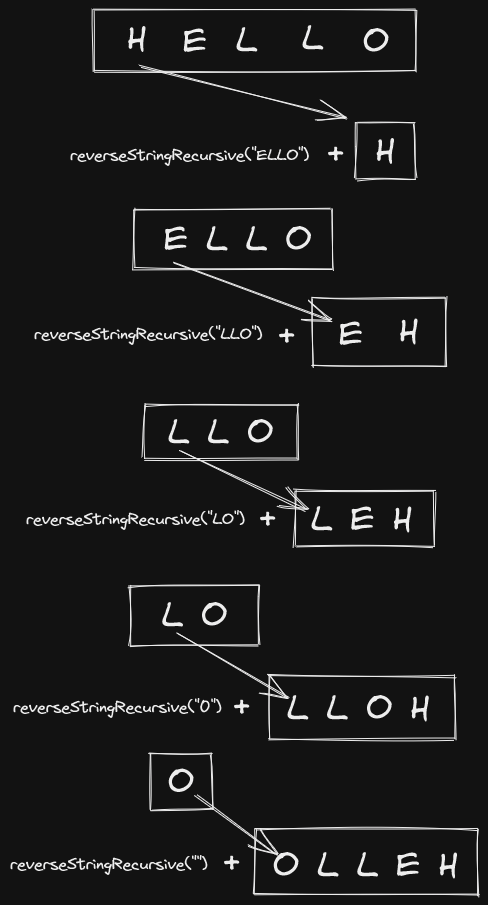 H E L L O
reverseStringRecursive("ELLO") + H
E L L O
reverseStringRecursive("LLO") + E H
L L O
reverseStringRecursive("LO") + L E H
L O
reverseStringRecursive("O") + L L O H
O
reverseStringRecursive("") + O L L E H